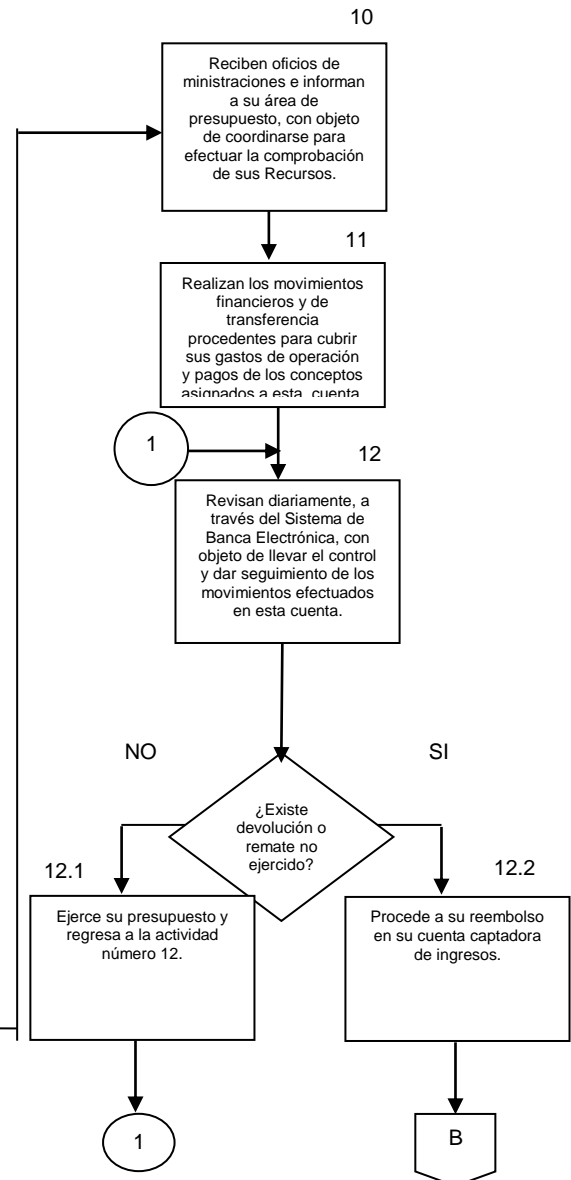 10
Reciben oficios de
ministraciones e informan
a su área de
presupuesto, con objeto
de coordinarse para
efectuar la comprobación
de sus Recursos.
11
Realizan los movimientos
financieros y de
transferencia
procedentes para cubrir
sus gastos de operación
y pagos de los conceptos
asignados a esta cuenta
1
12
Revisan diariamente, a
través del Sistema de
Banca Electrónica, con
objeto de llevar el control
y dar seguimiento de los
movimientos efectuados
en esta cuenta.
NO
SI
¿Existe
devolución o
remate no
ejercido?
12.1
Ejerce su presupuesto y
regresa a la actividad
número 12.
12.2
Procede a su reembolso
en su cuenta captadora
de ingresos.
1
B